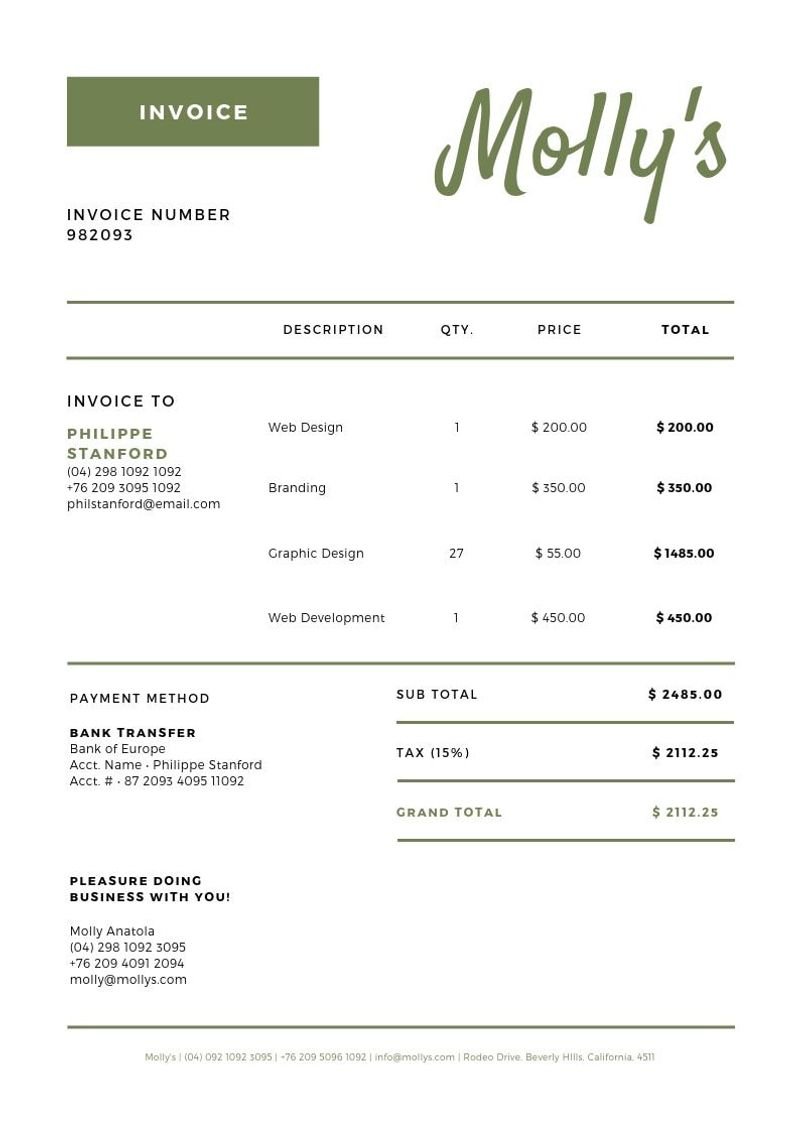 INVOICE
Molly's
INVOICE NUMBER
982093
DESCRIPTION QTY. PRICE TOTAL
INVOICE TO
PHILIPPE
STANFORD
(04) 298 1092 1092
+76 209 3095 1092
philstanford@email.com
Web Design 1 $ 200.00 $ 200.00
Branding 1 $ 350.00 $ 350.00
Graphic Design 27 $ 55.00 $ 1485.00
Web Development 1 $ 450.00 $ 450.00
PAYMENT METHOD
BANK TRANSFER
Bank of Europe
Acct. Name • Philippe Stanford
Acct. # • 87 2093 4095 11092
SUB TOTAL $ 2485.00
TAX (15%) $ 2112.25
GRAND TOTAL $ 2112.25
PLEASURE DOING
BUSINESS WITH YOU!
Molly Anatola
(04) 298 1092 3095
+76 209 4091 2094
molly@mollys.com
Molly's | (04) 092 1092 3095 | +76 209 5096 1092 | info@mollys.com | Rodeo Drive. Beverly HIlls, California, 4511